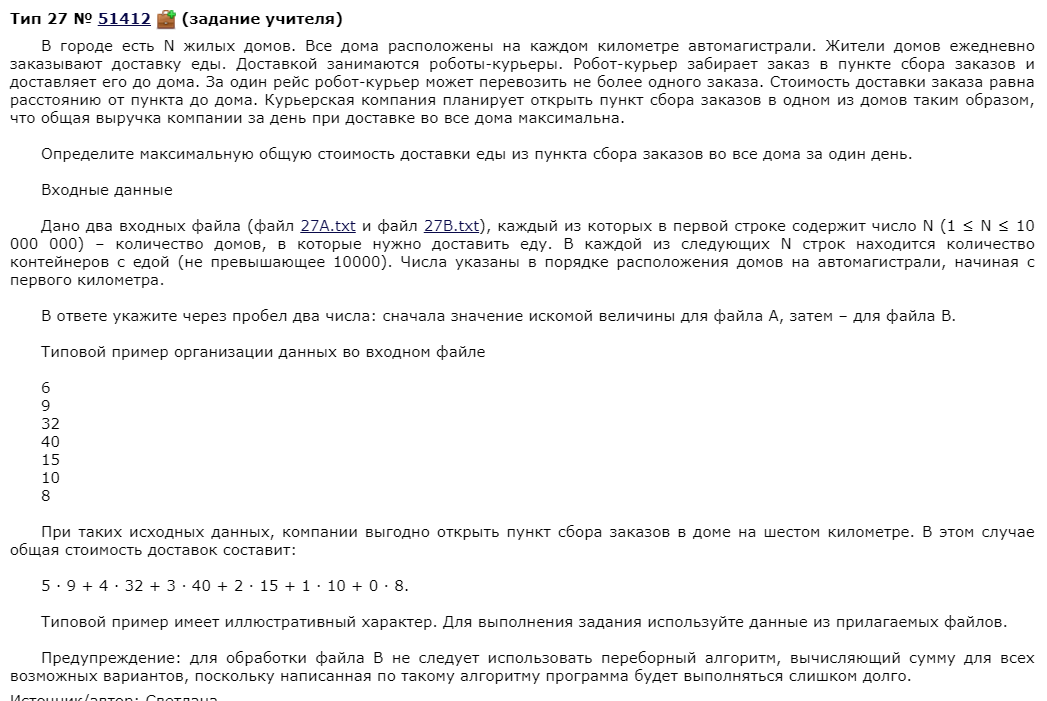 Тип 27 № 51412 (задание учителя)
В городе есть N жилых домов. Все дома расположены на каждом километре автомагистрали. Жители домов ежедневно
заказывают доставку еды. Доставкой занимаются роботы-курьеры. Робот-курьер забирает заказ в пункте сбора заказов и
доставляет его до дома. За один рейс робот-курьер может перевозить не более одного заказа. Стоимость доставки заказа равна
расстоянию от пункта до дома. Курьерская компания планирует открыть пункт сбора заказов в одном из домов таким образом,
что общая выручка компании за день при доставке во все дома максимальна.
Определите максимальную общую стоимость доставки еды из пункта сбора заказов во все дома за один день.
Входные данные
Дано два входных файла (файл 27A.txt и файл 27B.txt), каждый из которых в первой строке содержит число N (1 ≤ N ≤ 10
000 000) – количество домов, в которые нужно доставить еду. В каждой из следующих N строк находится количество
контейнеров с едой (не превышающее 10000). Числа указаны в порядке расположения домов на автомагистрали, начиная с
первого километра.
В ответе укажите через пробел два числа: сначала значение искомой величины для файла А, затем – для файла В.
Типовой пример организации данных во входном файле
6
9
32
40
15
10
8
При таких исходных данных, компании выгодно открыть пункт сбора заказов в доме на шестом километре. В этом случае
общая стоимость доставок составит:
5 · 9 + 4 · 32 + 3 · 40 + 2 · 15 + 1 · 10 + 0 · 8.
Типовой пример имеет иллюстративный характер. Для выполнения задания используйте данные из прилагаемых файлов.
Предупреждение: для обработки файла B не следует использовать переборный алгоритм, вычисляющий сумму для всех
возможных вариантов, поскольку написанная по такому алгоритму программа будет выполняться слишком долго.
Источник/автор: Светлана